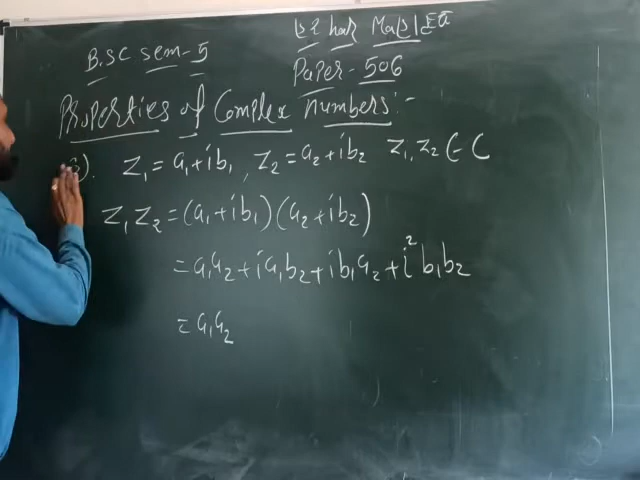 B.SC sem-5
Paper-506
Properties of Complex numbers:-
3). Z₁ = a₁+ib₁, Z₂ = a₂+ib₂ Z₁, Z₂ ∈ C
Z₁Z₂ = (a₁+ib₁)(a₂+ib₂)
= a₁a₂+ia₁b₂+ib₁a₂+i²b₁b₂
= a₁a₂